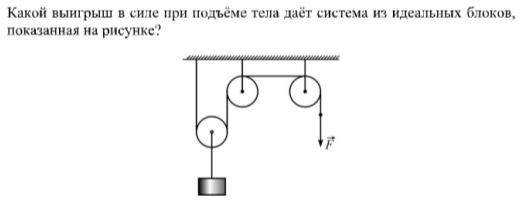 Какой выигрыш в силе при подъёме тела даёт система из идеальных блоков,
показанная на рисунке?
F